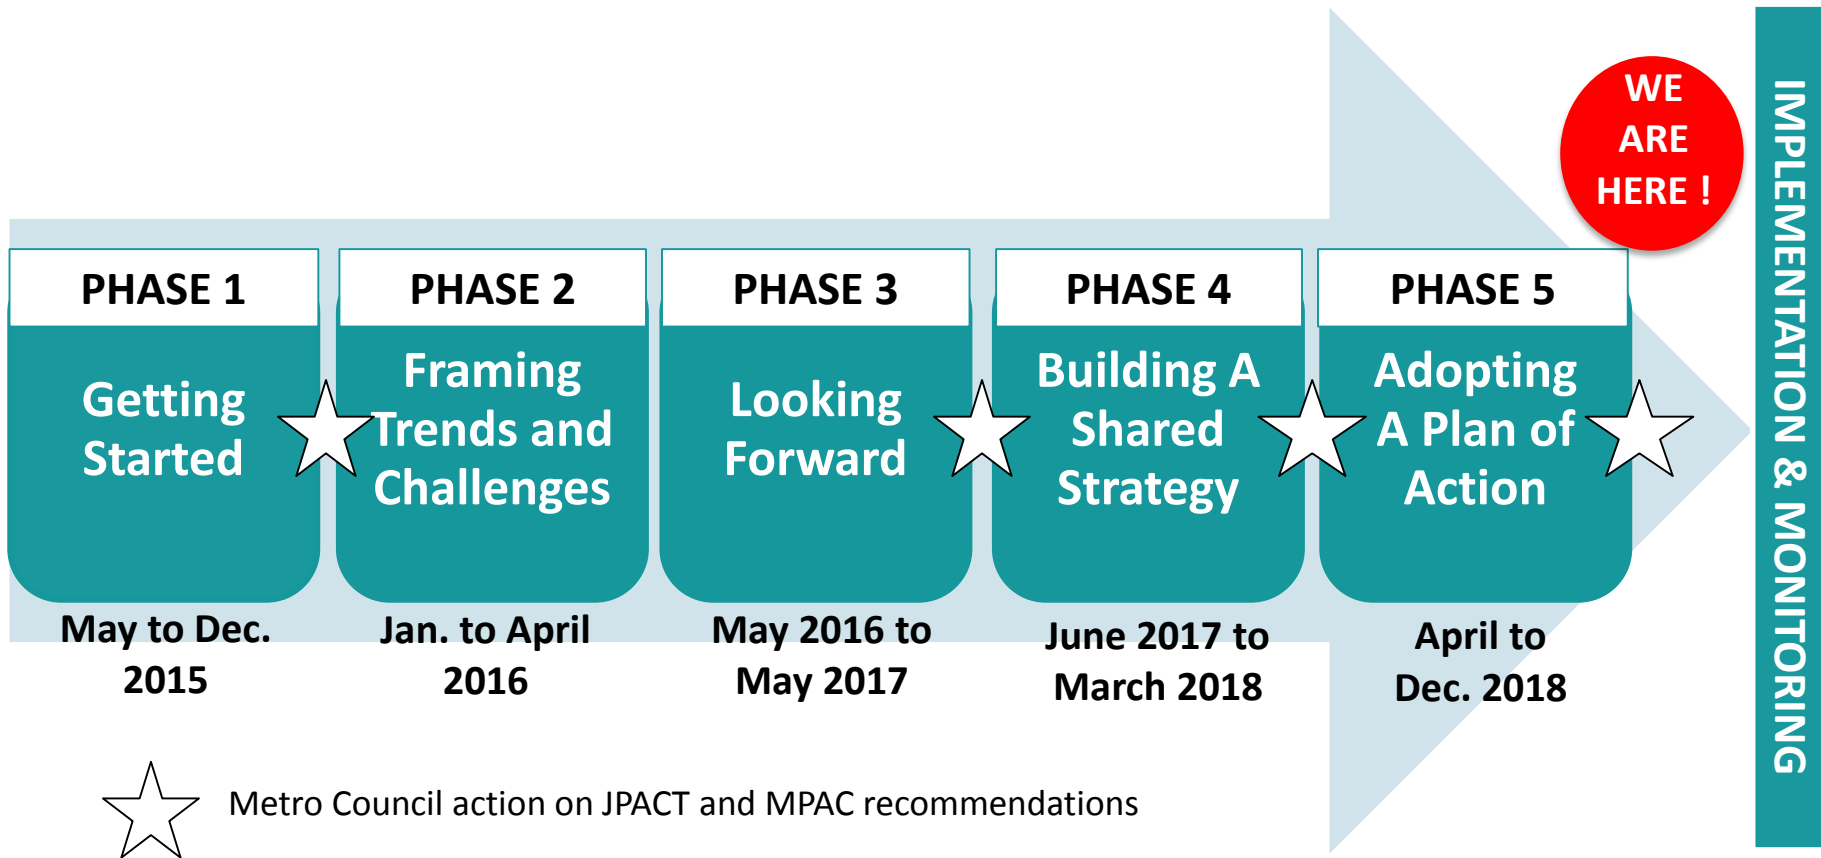 WE
ARE
HERE !
IMPLEMENTATION & MONITORING
PHASE 1
Getting
Started
May to Dec.
2015
PHASE 2
Framing
Trends and
Challenges
Jan. to April
2016
PHASE 3
Looking
Forward
May 2016 to
May 2017
PHASE 4
Building A
Shared
Strategy
June 2017 to
March 2018
PHASE 5
Adopting
A Plan of
Action
April to
Dec. 2018
Metro Council action on JPACT and MPAC recommendations